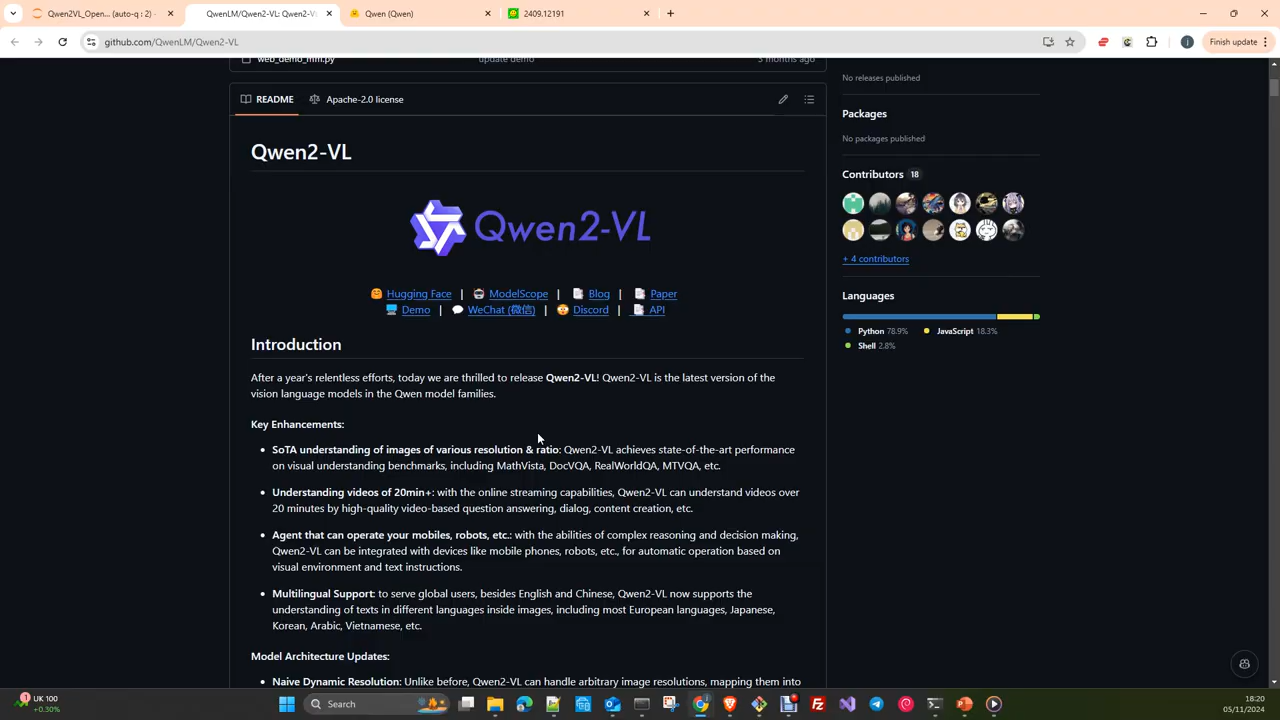 Qwen2VL_Open... (auto-q : 2) -
QwenLM/Qwen2-VL: Qwen2-V
Qwen (Qwen)
2409.12191
github.com/QwenLM/Qwen2-VL
Finish update
web_demo_mm.py
update demo
3 months ago
README
Apache-2.0 license
Qwen2-VL
Qwen2-VL
Hugging Face | ModelScope | Blog | Paper
Demo | WeChat (微信) | Discord | API
Introduction
After a year's relentless efforts, today we are thrilled to release Qwen2-VL! Qwen2-VL is the latest version of the
vision language models in the Qwen model families.
Key Enhancements:
SoTA understanding of images of various resolution & ratio: Qwen2-VL achieves state-of-the-art performance
on visual understanding benchmarks, including MathVista, DocVQA, RealWorldQA, MTVQA, etc.
Understanding videos of 20min+: with the online streaming capabilities, Qwen2-VL can understand videos over
20 minutes by high-quality video-based question answering, dialog, content creation, etc.
Agent that can operate your mobiles, robots, etc.: with the abilities of complex reasoning and decision making,
Qwen2-VL can be integrated with devices like mobile phones, robots, etc., for automatic operation based on
visual environment and text instructions.
Multilingual Support: to serve global users, besides English and Chinese, Qwen2-VL now supports the
understanding of texts in different languages inside images, including most European languages, Japanese,
Korean, Arabic, Vietnamese, etc.
Model Architecture Updates:
Naive Dynamic Resolution: Unlike before, Qwen2-VL can handle arbitrary image resolutions, mapping them into
No releases published
Packages
No packages published
Contributors 18
+ 4 contributors
Languages
Python 78.9%
JavaScript 18.3%
Shell 2.8%
1
UK 100
+0.30%
Search
18:20
05/11/2024